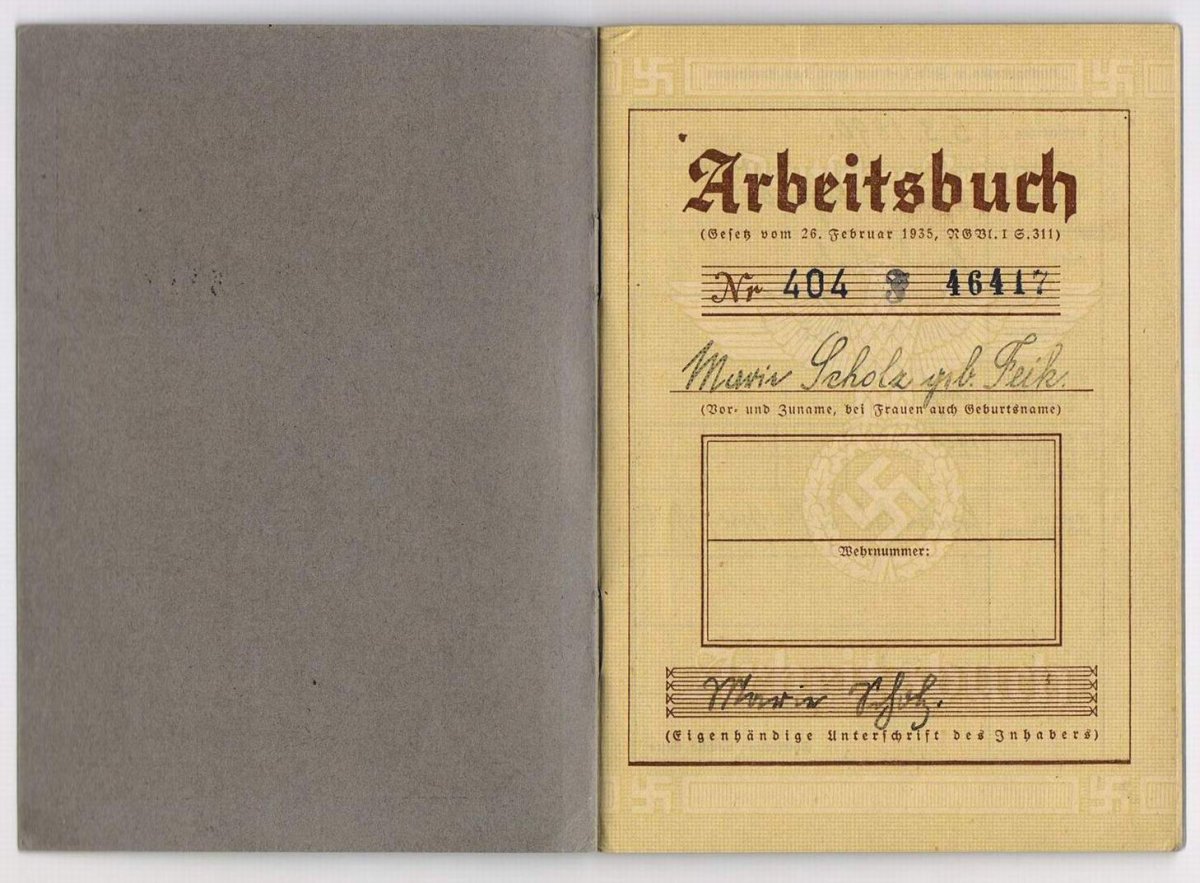 Arbeitsbuch
(Gesetz vom 26. Februar 1935, RGBl. I S. 311)
Nr 404 F 46417
Marie Scholz geb. Feik.
(Vor- und Zuname, bei Frauen auch Geburtsname)
Wehrnummer:
Marie Scholz.
(Eigenhändige Unterschrift des Inhabers)